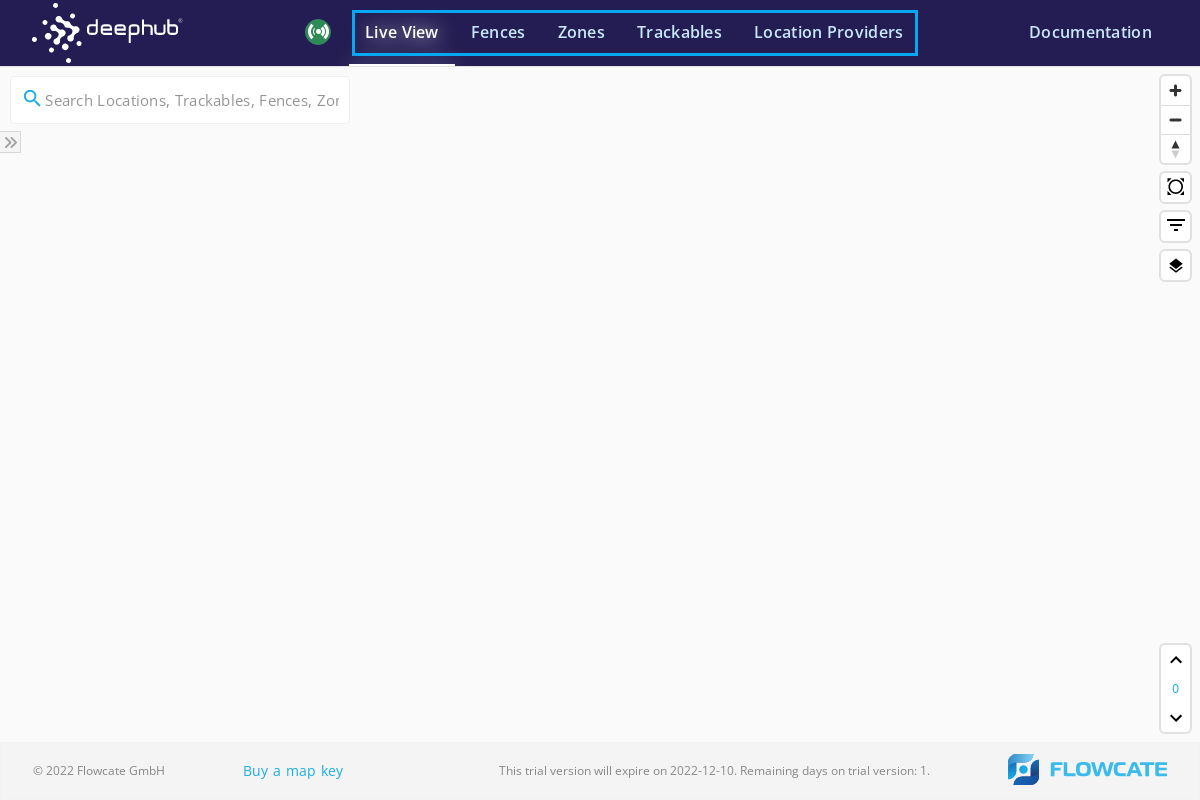 deephub®
Live View Fences Zones Trackables Location Providers Documentation
Search Locations, Trackables, Fences, Zo
0
© 2022 Flowcate GmbH Buy a map key This trial version will expire on 2022-12-10. Remaining days on trial version: 1. FLOWCATE